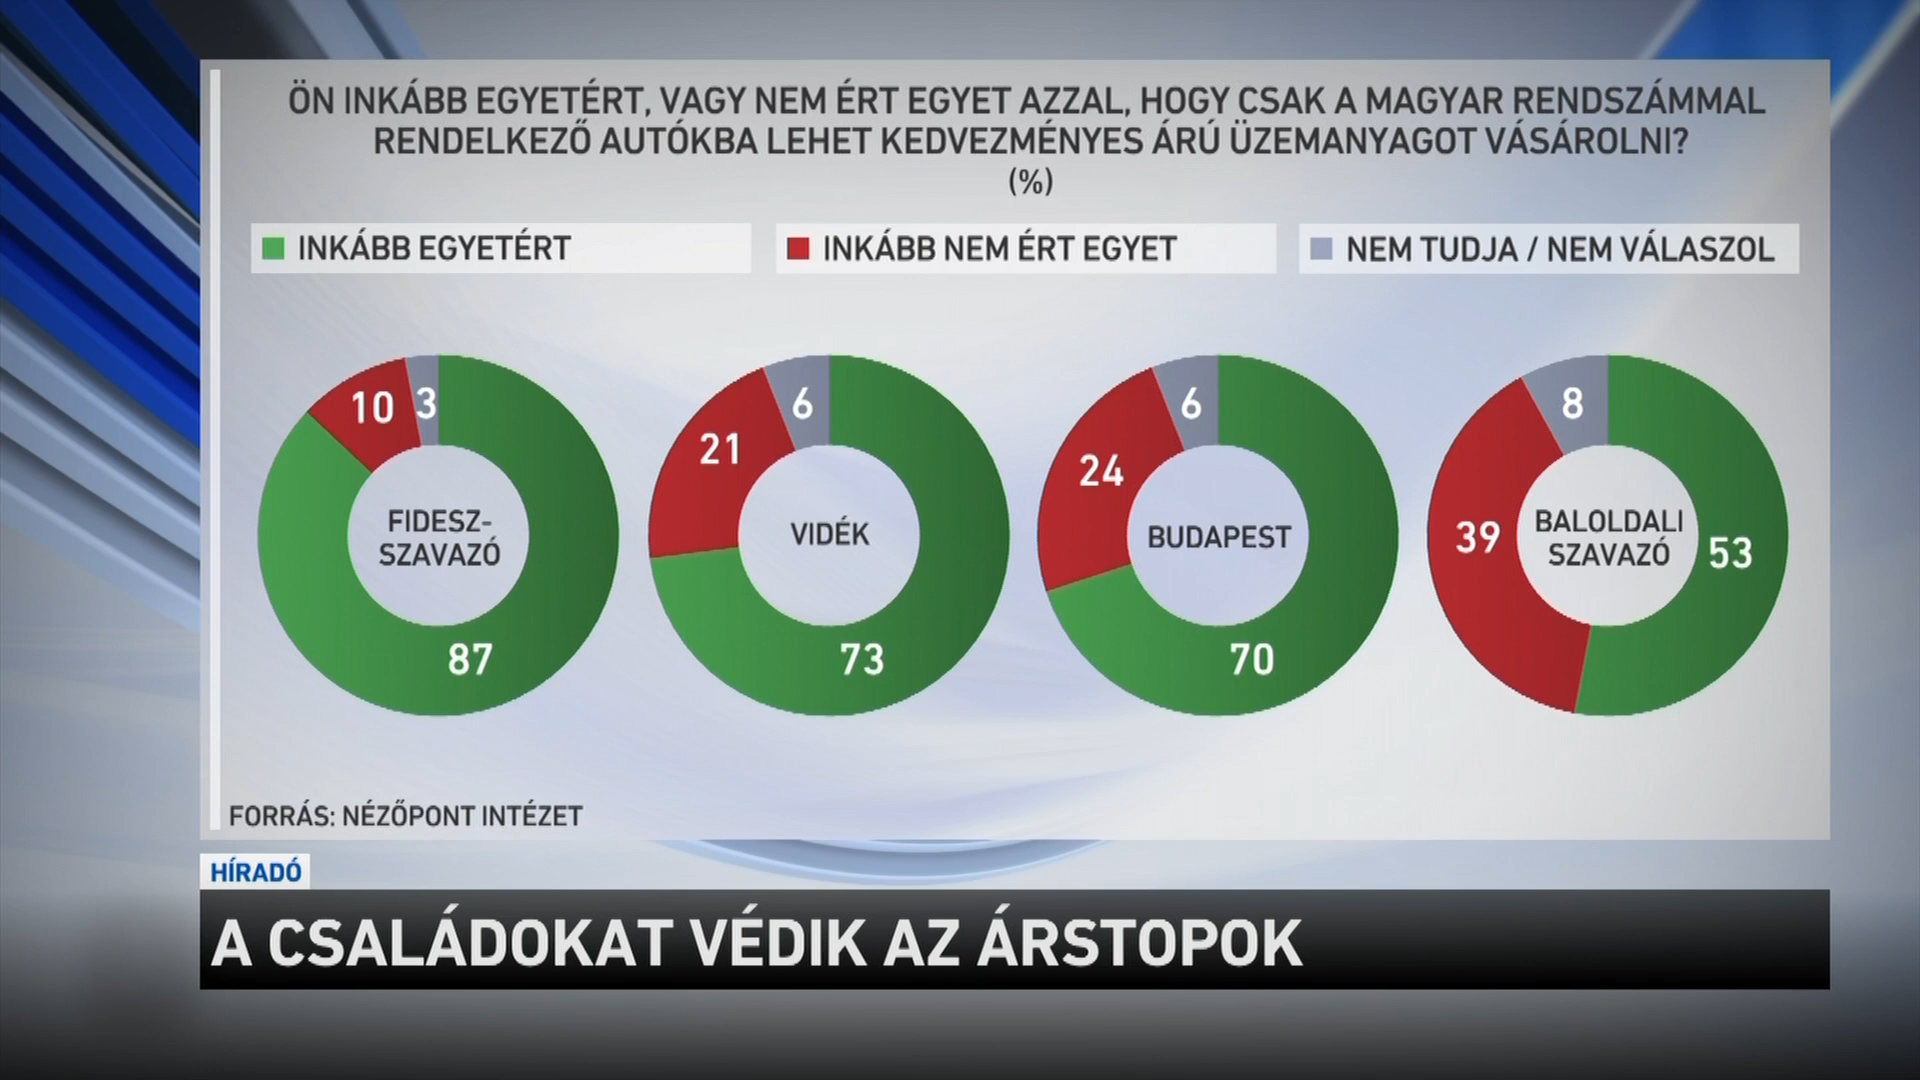 ÖN INKÁBB EGYETÉRT, VAGY NEM ÉRT EGYET AZZAL, HOGY CSAK A MAGYAR RENDSZÁMMAL
RENDELKEZŐ AUTÓKBA LEHET KEDVEZMÉNYES ÁRÚ ÜZEMANYAGOT VÁSÁROLNI?
(%)
INKÁBB EGYETÉRT
INKÁBB NEM ÉRT EGYET
NEM TUDJA / NEM VÁLASZOL
10
3
FIDESZ-
SZAVAZÓ
87
6
21
VIDÉK
73
6
24
BUDAPEST
70
8
39
BALOLDALI
SZAVAZÓ
53
FORRÁS: NÉZŐPONT INTÉZET
HÍRADÓ
A CSALÁDOKAT VÉDIK AZ ÁRSTOPOK